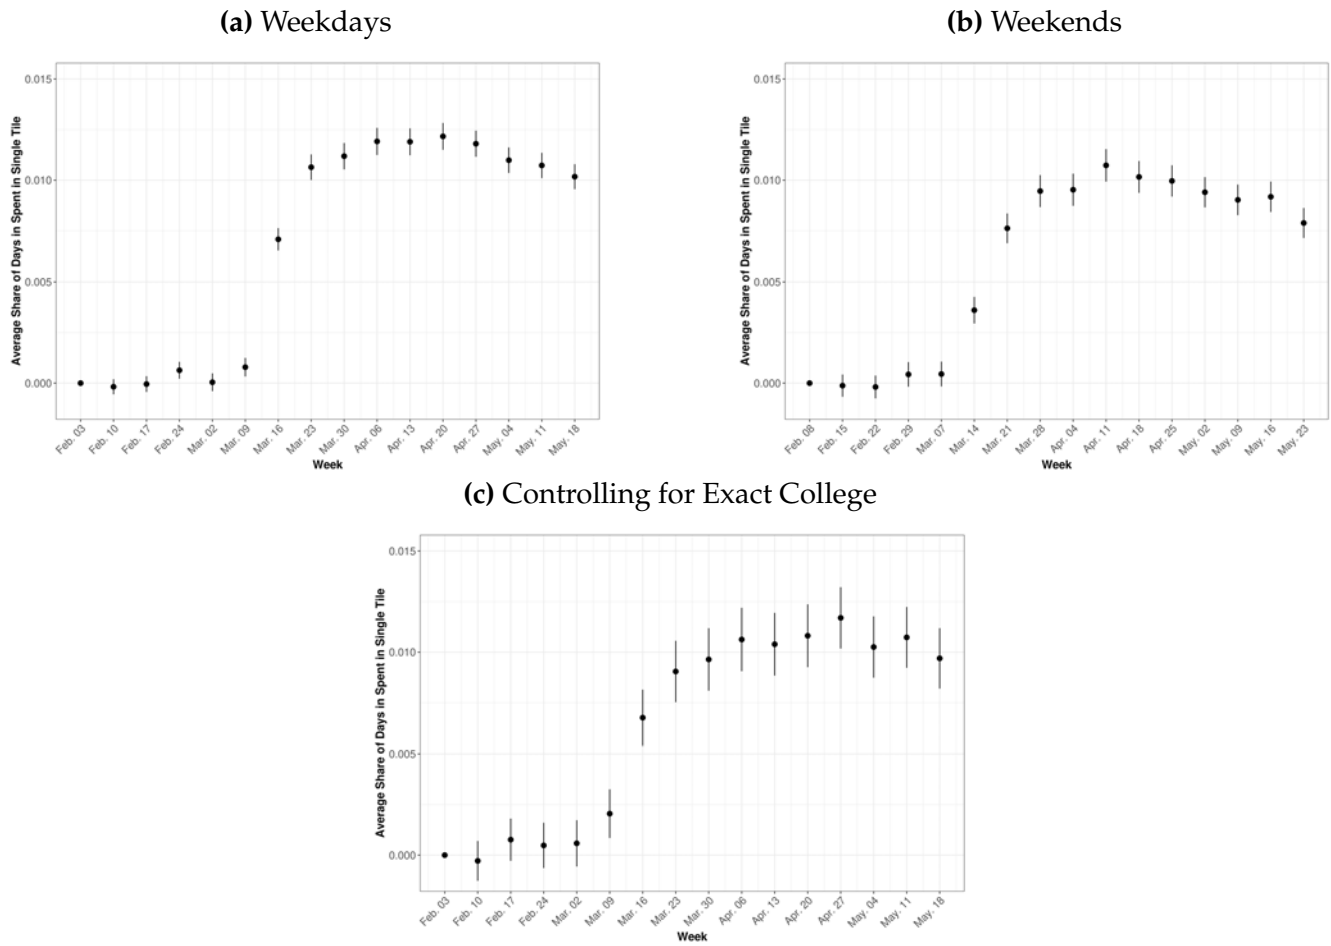 (a) Weekdays
Average Share of Days in Spent in Single Tile
0.015
0.010
0.005
0.000
Feb. 03 Feb. 10 Feb. 17 Feb. 24 Mar. 02 Mar. 09 Mar. 16 Mar. 23 Mar. 30 Apr. 06 Apr. 13 Apr. 20 Apr. 27 May. 04 May. 11 May. 18
Week
(b) Weekends
Average Share of Days in Spent in Single Tile
0.015
0.010
0.005
0.000
Feb. 08 Feb. 15 Feb. 22 Feb. 29 Mar. 07 Mar. 14 Mar. 21 Mar. 28 Apr. 04 Apr. 11 Apr. 18 Apr. 25 May. 02 May. 09 May. 16 May. 23
Week
(c) Controlling for Exact College
Average Share of Days in Spent in Single Tile
0.015
0.010
0.005
0.000
Feb. 03 Feb. 10 Feb. 17 Feb. 24 Mar. 02 Mar. 09 Mar. 16 Mar. 23 Mar. 30 Apr. 06 Apr. 13 Apr. 20 Apr. 27 May. 04 May. 11 May. 18
Week